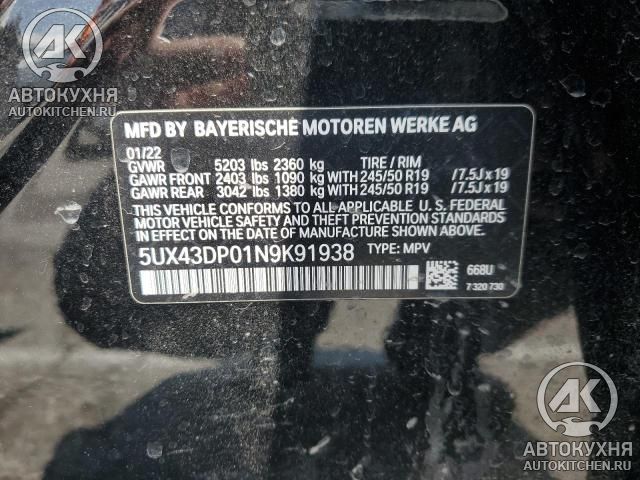 АВТОКУХНЯ
AUTOKITCHEN.RU
MFD BY BAYERISCHE MOTOREN WERKE AG
01/22
GVWR 5203 lbs 2360 kg TIRE / RIM
GAWR FRONT 2403 lbs 1090 kg WITH 245/50 R19 /7.5Jx19
GAWR REAR 3042 lbs 1380 kg WITH 245/50 R19 /7.5Jx19
THIS VEHICLE CONFORMS TO ALL APPLICABLE U. S. FEDERAL
MOTOR VEHICLE SAFETY AND THEFT PREVENTION
STANDARDS IN EFFECT ON THE DATE OF MANUFACTURE
SHOWN ABOVE.
5UX43DP01N9K91938 TYPE: MPV
668U
7 320 730
АК
АВТОКУХНЯ
AUTOKITCHEN.RU